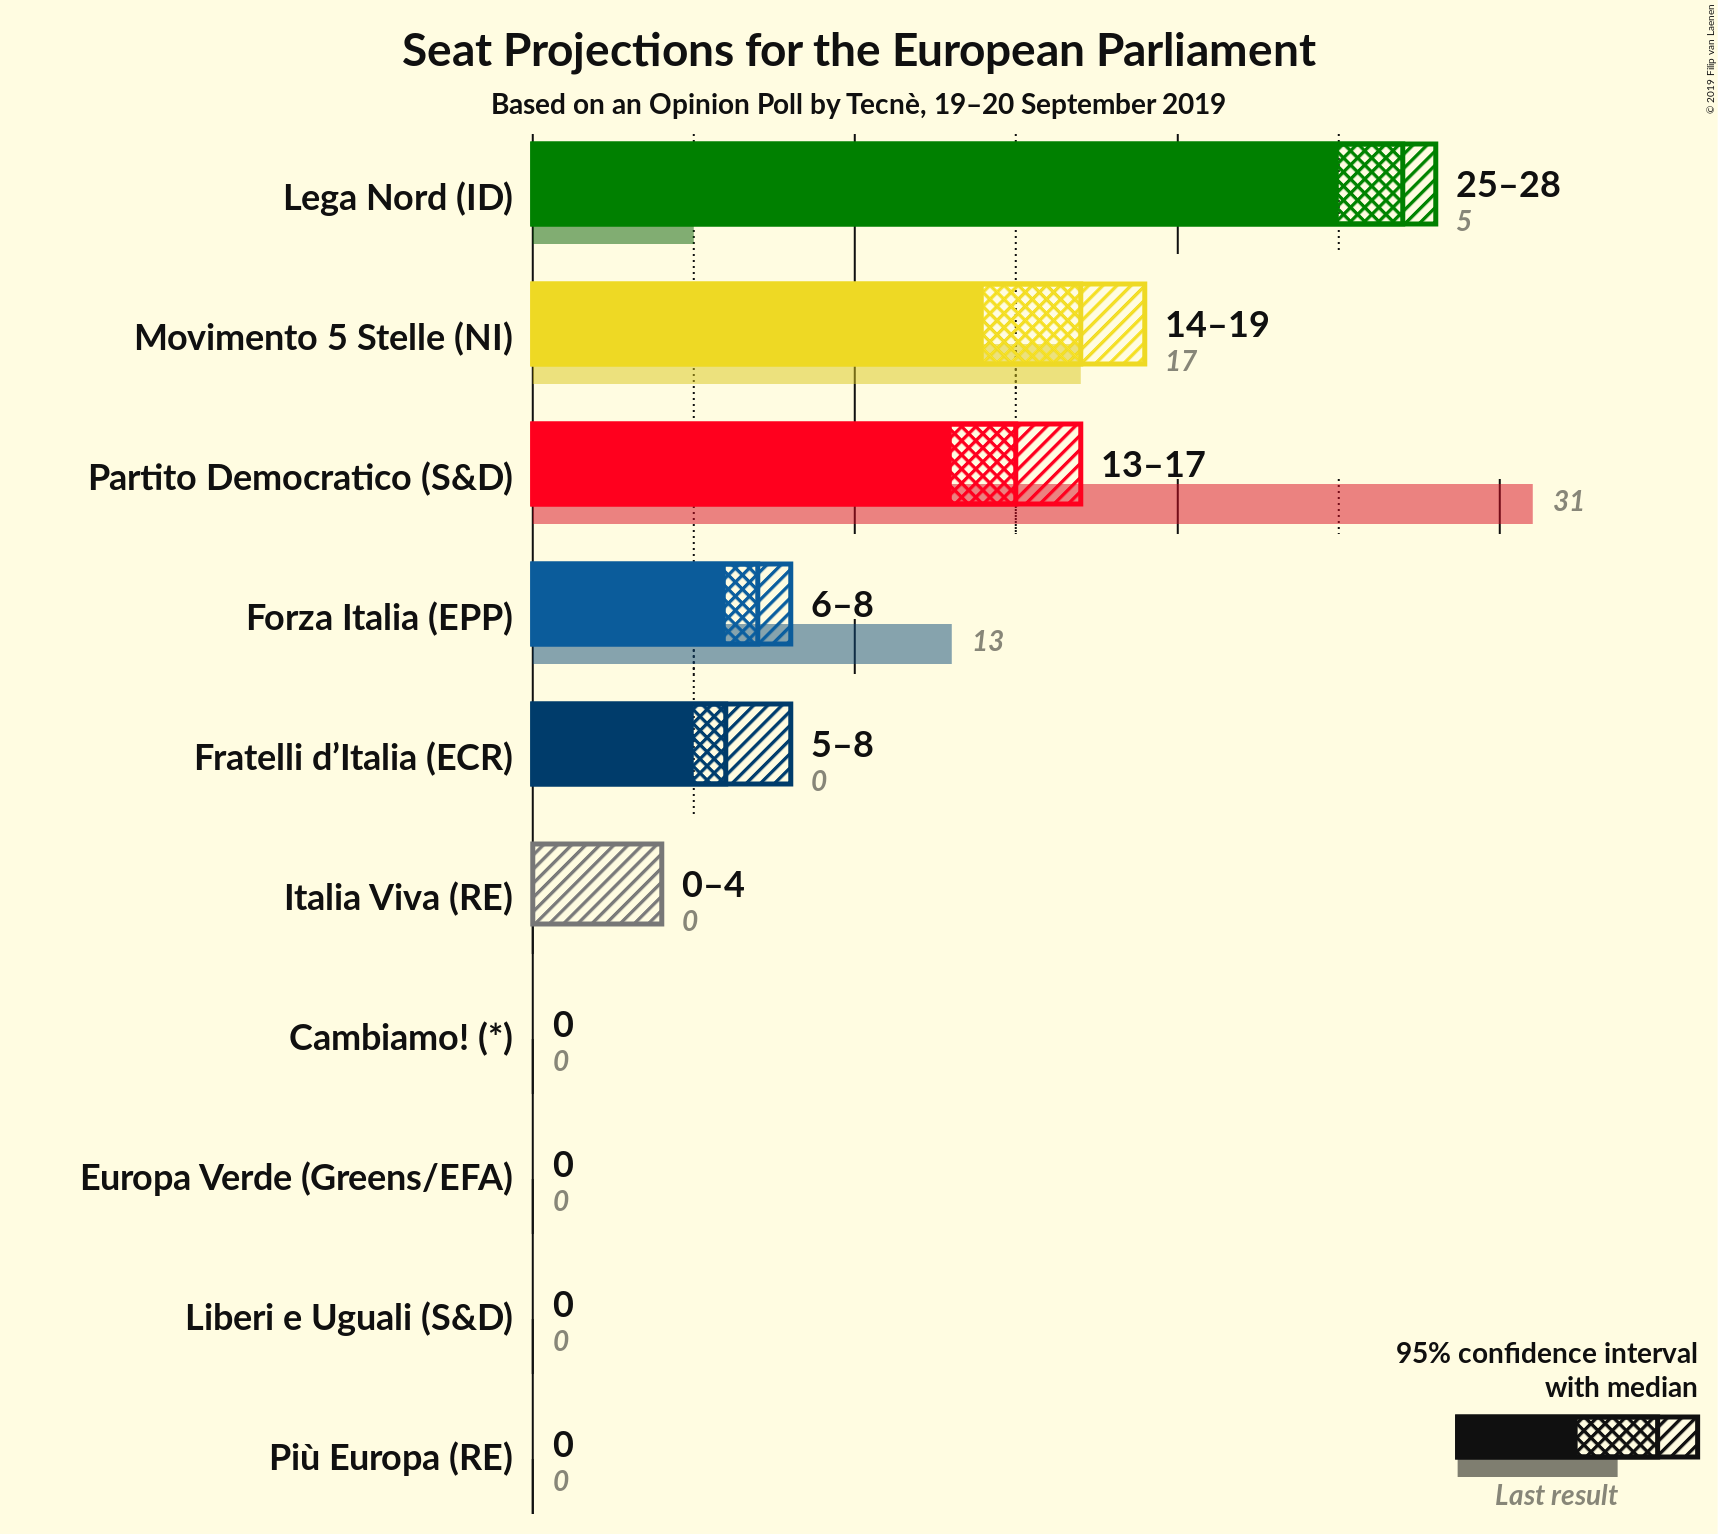 Seat Projections for the European Parliament
Based on an Opinion Poll by Tecnè, 19–20 September 2019
© 2019 Filip van Laenen
Lega Nord (ID)
25–28
5
Movimento 5 Stelle (NI)
14–19
17
Partito Democratico (S&D)
13–17
31
Forza Italia (EPP)
6–8
13
Fratelli d’Italia (ECR)
5–8
0
Italia Viva (RE)
0–4
0
Cambiamo! (*)
0
0
Europa Verde (Greens/EFA)
0
0
Liberi e Uguali (S&D)
0
0
Più Europa (RE)
0
0
95% confidence interval
with median
Last result